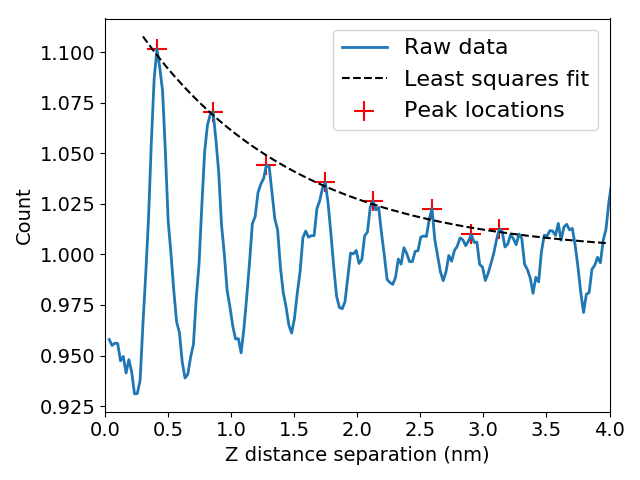 1.100
1.075
1.050
1.025
1.000
0.975
0.950
0.925
Count
Raw data
Least squares fit
Peak locations
0.0 0.5 1.0 1.5 2.0 2.5 3.0 3.5 4.0
Z distance separation (nm)